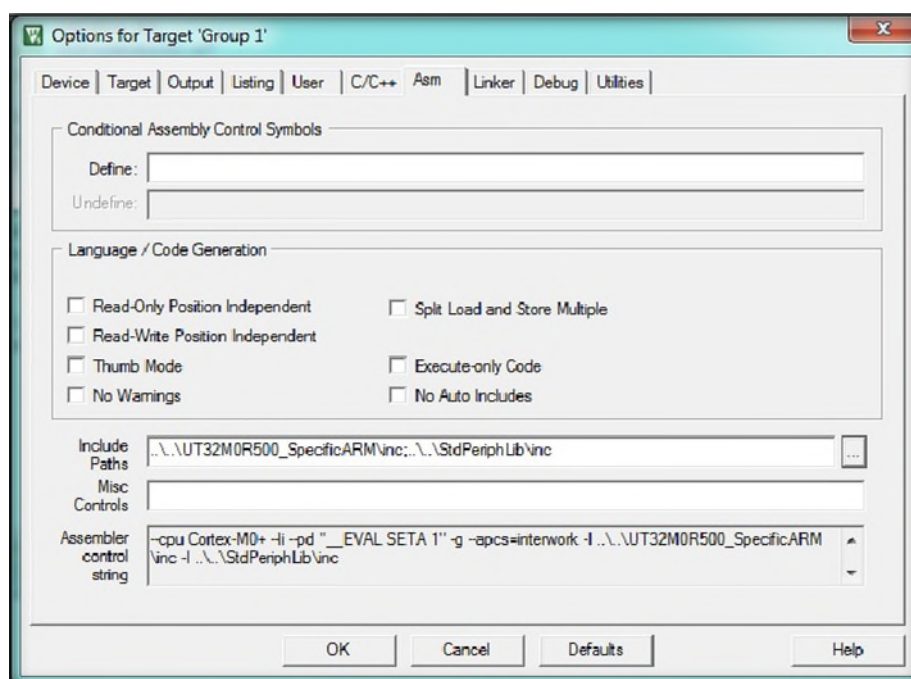 Options for Target 'Group 1'
Device Target Output Listing User C/C++ Asm Linker Debug Utilities
Conditional Assembly Control Symbols
Define:
Undefine:
Language / Code Generation
Read-Only Position Independent Split Load and Store Multiple
Read-Write Position Independent
Thumb Mode Execute-only Code
No Warnings No Auto Includes
Include Paths ..\..\UT32M0R500_SpecificARM\inc;..\..\StdPeriphLib\inc ...
Misc Controls
Assembler control string --cpu Cortex-M0+ --li --pd "__EVAL SETA 1" -g --apcs=interwork -I ..\..\UT32M0R500_SpecificARM
\inc -I ..\..\StdPeriphLib\inc
OK Cancel Defaults Help